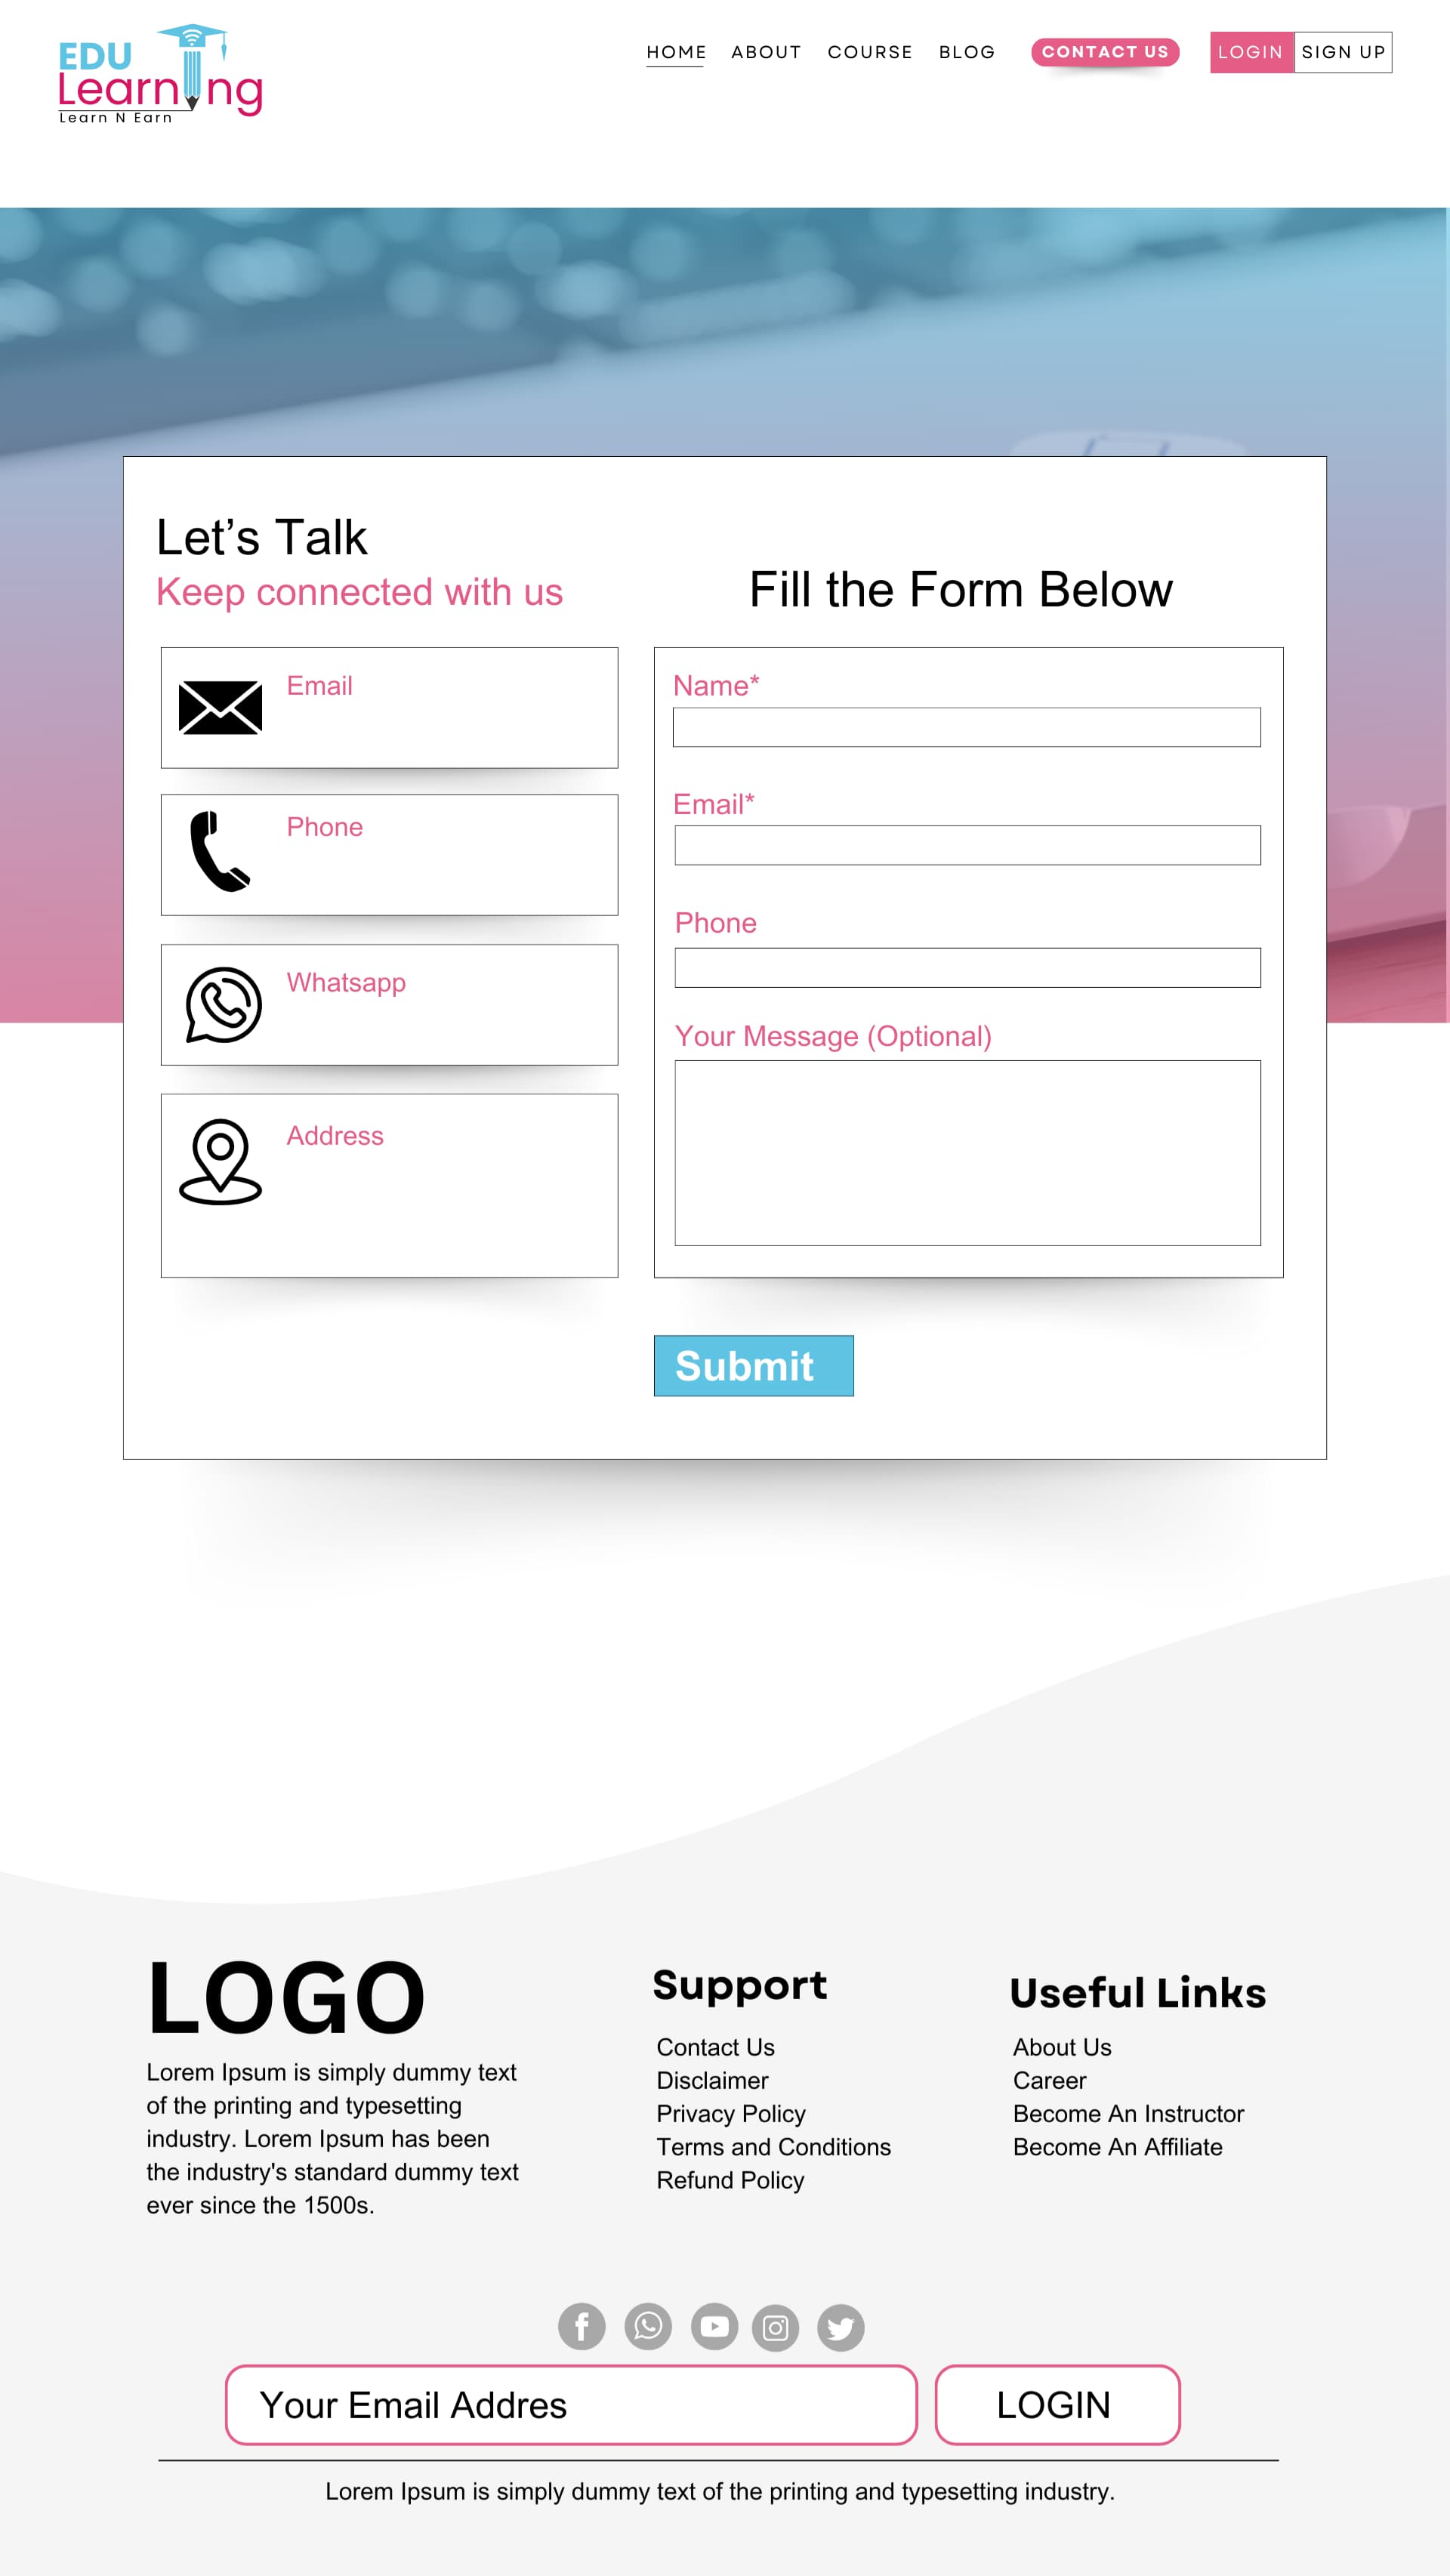 EDU
Learning
Learn N Earn
HOME ABOUT COURSE BLOG CONTACT US LOGIN SIGN UP
Let’s Talk
Keep connected with us
Email
Phone
Whatsapp
Address
Fill the Form Below
Name*
Email*
Phone
Your Message (Optional)
Submit
LOGO
Lorem Ipsum is simply dummy text
of the printing and typesetting
industry. Lorem Ipsum has been
the industry's standard dummy text
ever since the 1500s.
Support
Contact Us
Disclaimer
Privacy Policy
Terms and Conditions
Refund Policy
Useful Links
About Us
Career
Become An Instructor
Become An Affiliate
Your Email Addres
LOGIN
Lorem Ipsum is simply dummy text of the printing and typesetting industry.